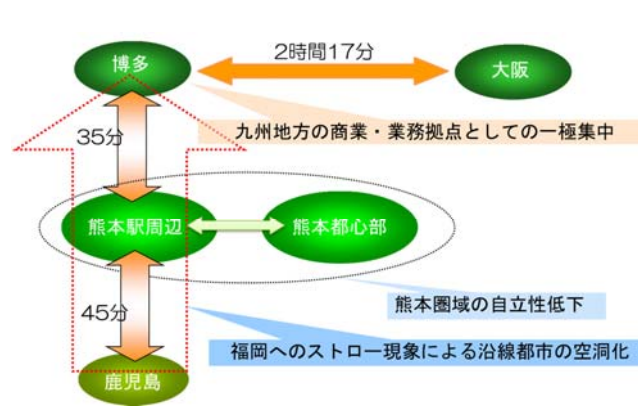 2時間17分
博多
大阪
九州地方の商業・業務拠点としての一極集中
35分
熊本駅周辺
熊本都心部
熊本圏域の自立性低下
45分
福岡へのストロー現象による沿線都市の空洞化
鹿児島